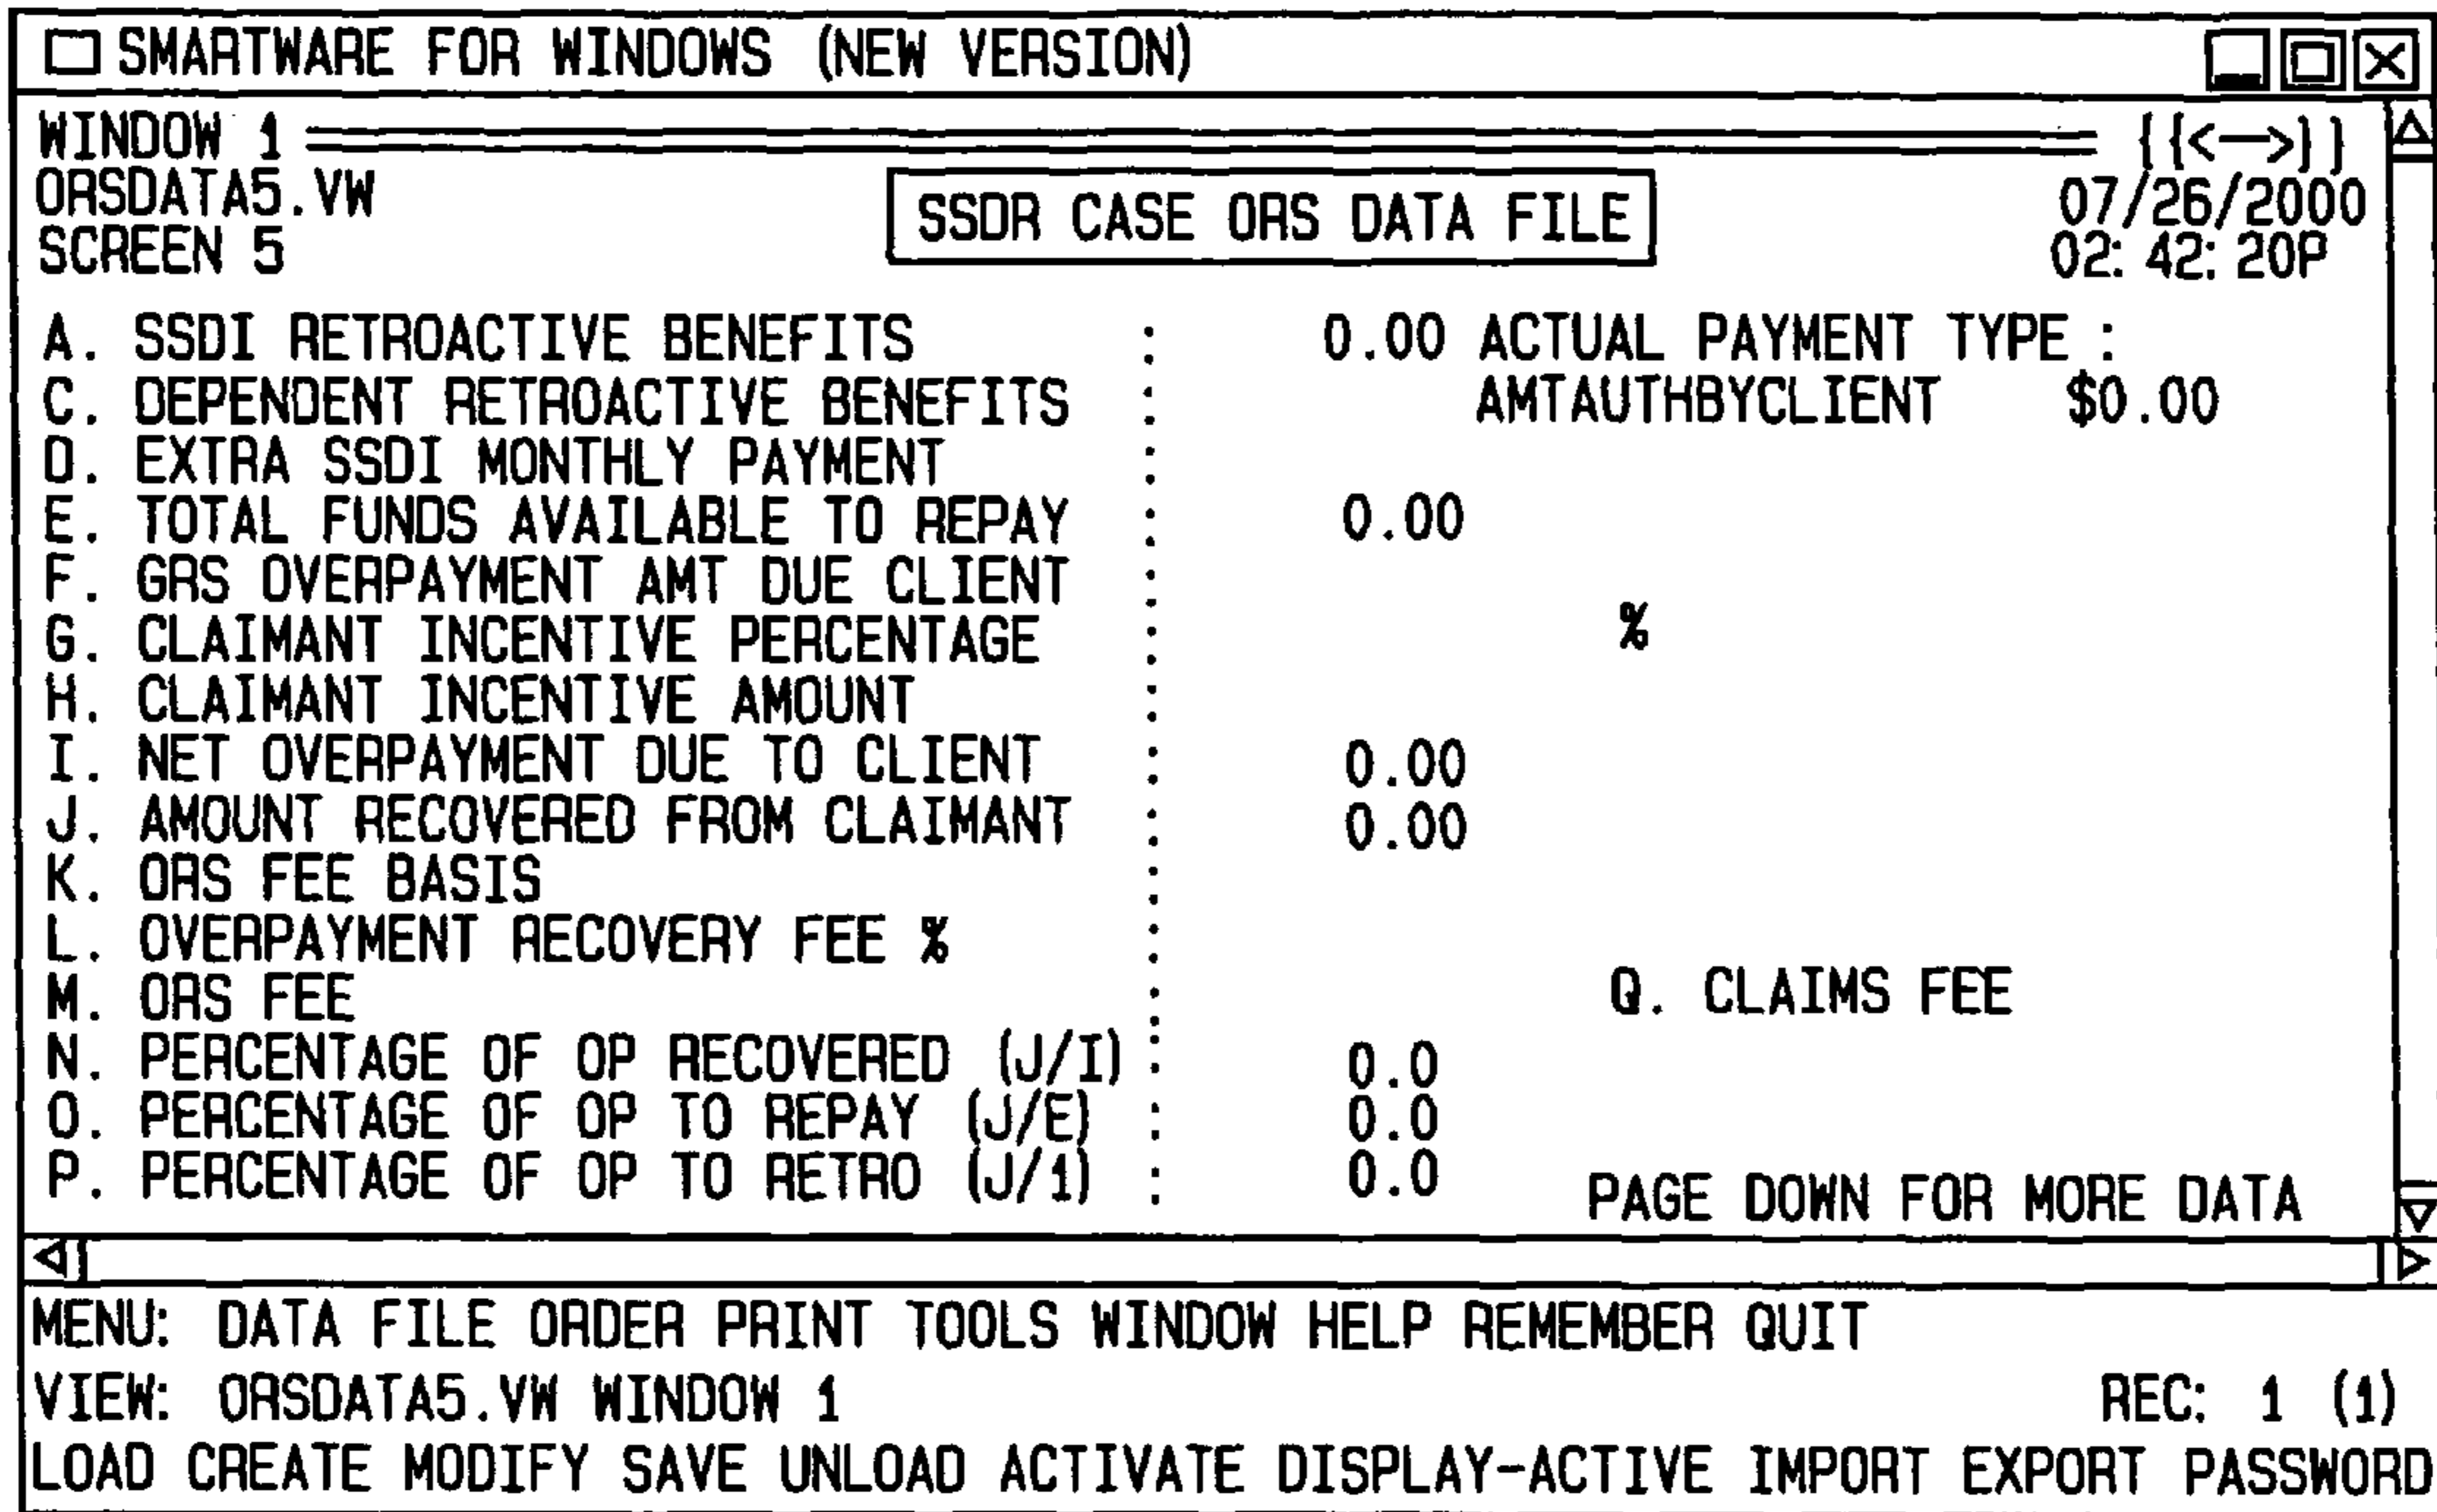 SMARTWARE FOR WINDOWS (NEW VERSION)
WINDOW 1 {{<—>}}
ORSDATA5.VW 07/26/2000
SSDR CASE ORS DATA FILE
SCREEN 5 02:42:20P
A. SSDI RETROACTIVE BENEFITS : 0.00 ACTUAL PAYMENT TYPE :
C. DEPENDENT RETROACTIVE BENEFITS : AMTAUTHBYCLIENT $0.00
D. EXTRA SSDI MONTHLY PAYMENT :
E. TOTAL FUNDS AVAILABLE TO REPAY : 0.00
F. GRS OVERPAYMENT AMT DUE CLIENT :
G. CLAIMANT INCENTIVE PERCENTAGE : %
H. CLAIMANT INCENTIVE AMOUNT :
I. NET OVERPAYMENT DUE TO CLIENT : 0.00
J. AMOUNT RECOVERED FROM CLAIMANT : 0.00
K. ORS FEE BASIS :
L. OVERPAYMENT RECOVERY FEE % :
M. ORS FEE : Q. CLAIMS FEE
N. PERCENTAGE OF OP RECOVERED (J/I) : 0.0
O. PERCENTAGE OF OP TO REPAY (J/E) : 0.0
P. PERCENTAGE OF OP TO RETRO (J/1) : 0.0
PAGE DOWN FOR MORE DATA
MENU: DATA FILE ORDER PRINT TOOLS WINDOW HELP REMEMBER QUIT
VIEW: ORSDATA5.VW WINDOW 1 REC: 1 (1)
LOAD CREATE MODIFY SAVE UNLOAD ACTIVATE DISPLAY-ACTIVE IMPORT EXPORT PASSWORD